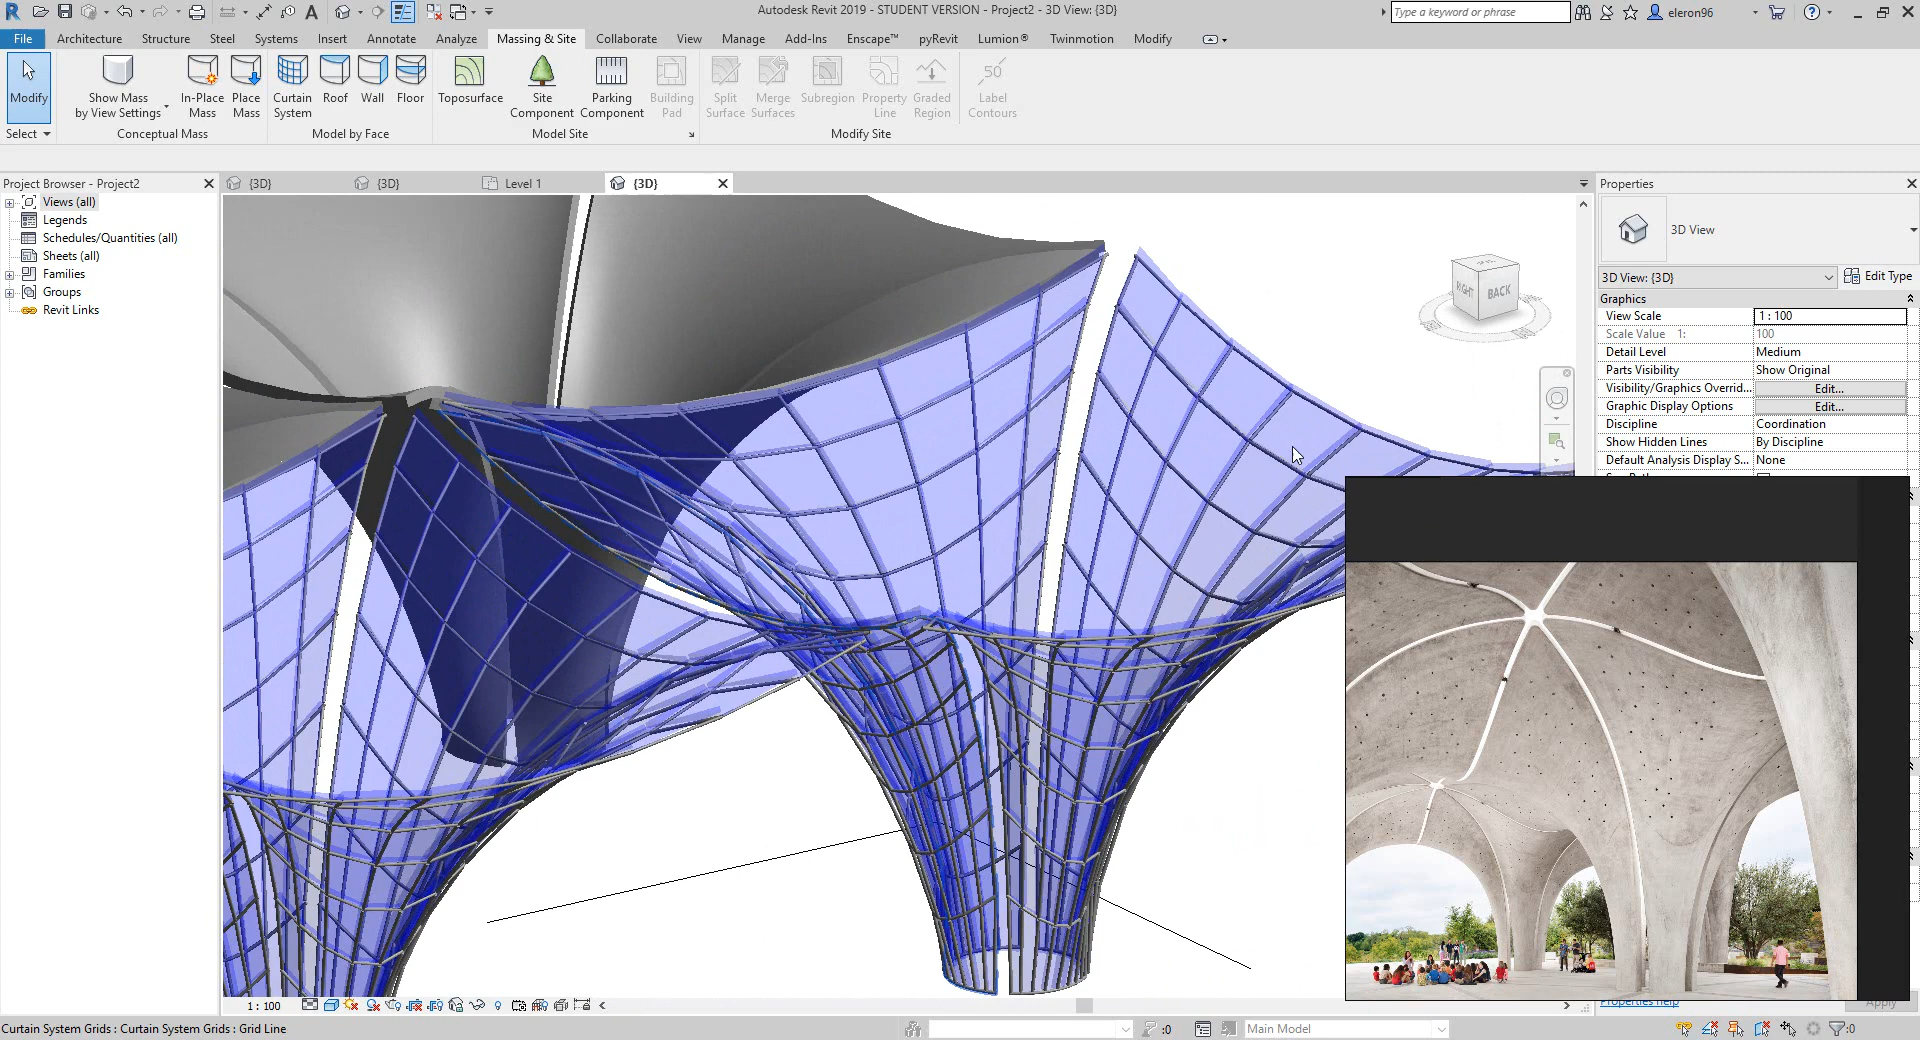 Autodesk Revit 2019 - STUDENT VERSION - Project2 - 3D View: {3D}
Type a keyword or phrase
eleron96
File Architecture Structure Steel Systems Insert Annotate Analyze Massing & Site Collaborate View Manage Add-Ins Enscape™ pyRevit Lumion® Twinmotion Modify
Modify
Show Mass
by View Settings
In-Place
Mass
Place
Mass
Curtain
System
Roof
Wall
Floor
Toposurface
Site
Component
Parking
Component
Building
Pad
Split
Surface
Merge
Surfaces
Subregion
Property
Line
Graded
Region
50
Label
Contours
Select
Conceptual Mass
Model by Face
Model Site
Modify Site
Project Browser - Project2
{3D}
{3D}
Level 1
{3D}
Properties
Views (all)
Legends
Schedules/Quantities (all)
Sheets (all)
Families
Groups
Revit Links
RIGHT
BACK
3D View
3D View: {3D}
Edit Type
Graphics
View Scale 1 : 100
Scale Value 1: 100
Detail Level Medium
Parts Visibility Show Original
Visibility/Graphics Overrid... Edit...
Graphic Display Options Edit...
Discipline Coordination
Show Hidden Lines By Discipline
Default Analysis Display S... None
Properties help
Apply
1 : 100
Curtain System Grids : Curtain System Grids : Grid Line
:0
Main Model
:0